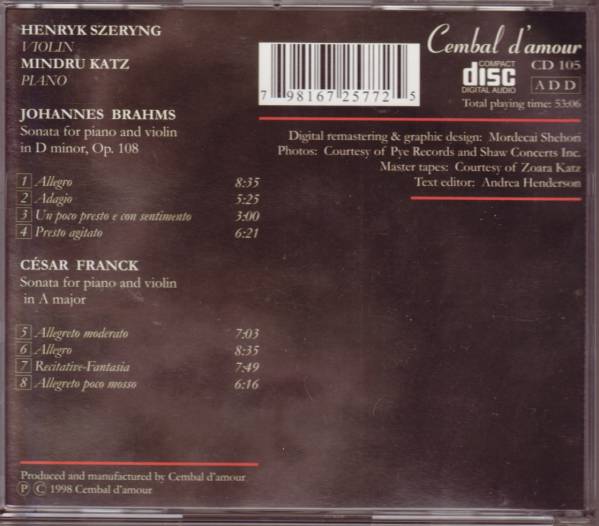 HENRYK SZERYNG
VIOLIN
MINDRU KATZ
PIANO
JOHANNES BRAHMS
Sonata for piano and violin
in D minor, Op. 108
1 Allegro 8:35
2 Adagio 5:25
3 Un poco presto e con sentimento 3:00
4 Presto agitato 6:21
CÉSAR FRANCK
Sonata for piano and violin
in A major
5 Allegreto moderato 7:03
6 Allegro 8:35
7 Recitative-Fantasia 7:49
8 Allegreto poco mosso 6:16
Produced and manufactured by Cembal d'amour
Ⓟ Ⓒ 1998 Cembal d'amour
7 98167 25772 5
Cembal d'amour
COMPACT
disc
DIGITAL AUDIO
CD 105
ADD
Total playing time: 53:06
Digital remastering & graphic design: Mordecai Shehori
Photos: Courtesy of Pye Records and Shaw Concerts Inc.
Master tapes: Courtesy of Zoara Katz
Text editor: Andrea Henderson